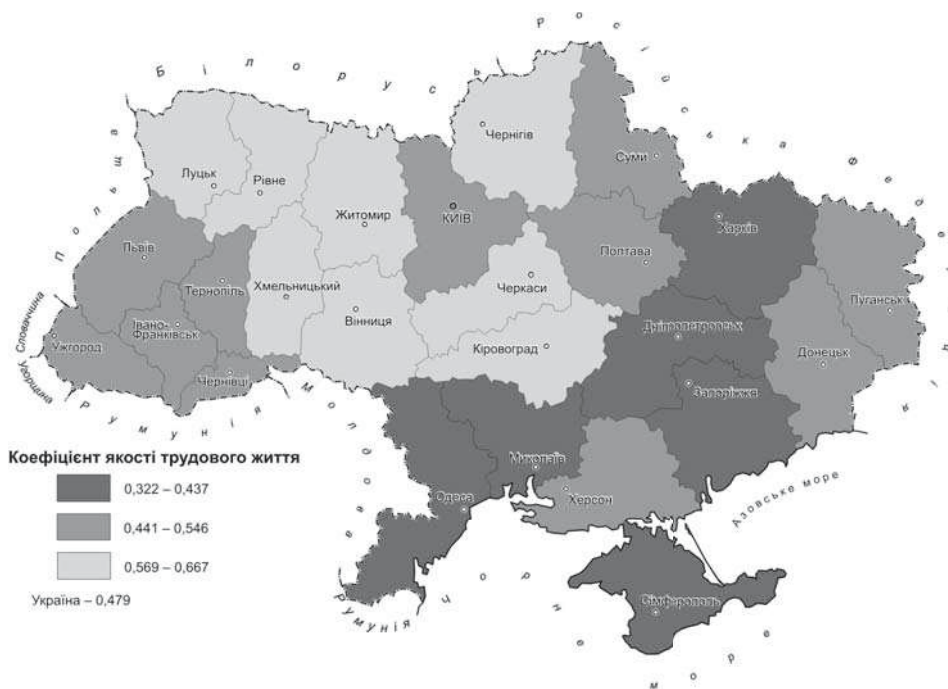 Білорусь
Російська Федерація
Польща
Словаччина
Угорщина
Румунія
Молдова
Румунія
Чорне море
Азовське море
Чернігів
Суми
Луцьк
Рівне
Житомир
КИЇВ
Харків
Львів
Тернопіль
Хмельницький
Полтава
Черкаси
Луганськ
Вінниця
Івано-
Франківськ
Ужгород
Чернівці
Кіровоград
Дніпропетровськ
Донецьк
Запоріжжя
Миколаїв
Херсон
Одеса
Сімферополь
Коефіцієнт якості трудового життя
0,322 – 0,437
0,441 – 0,546
0,569 – 0,667
Україна – 0,479